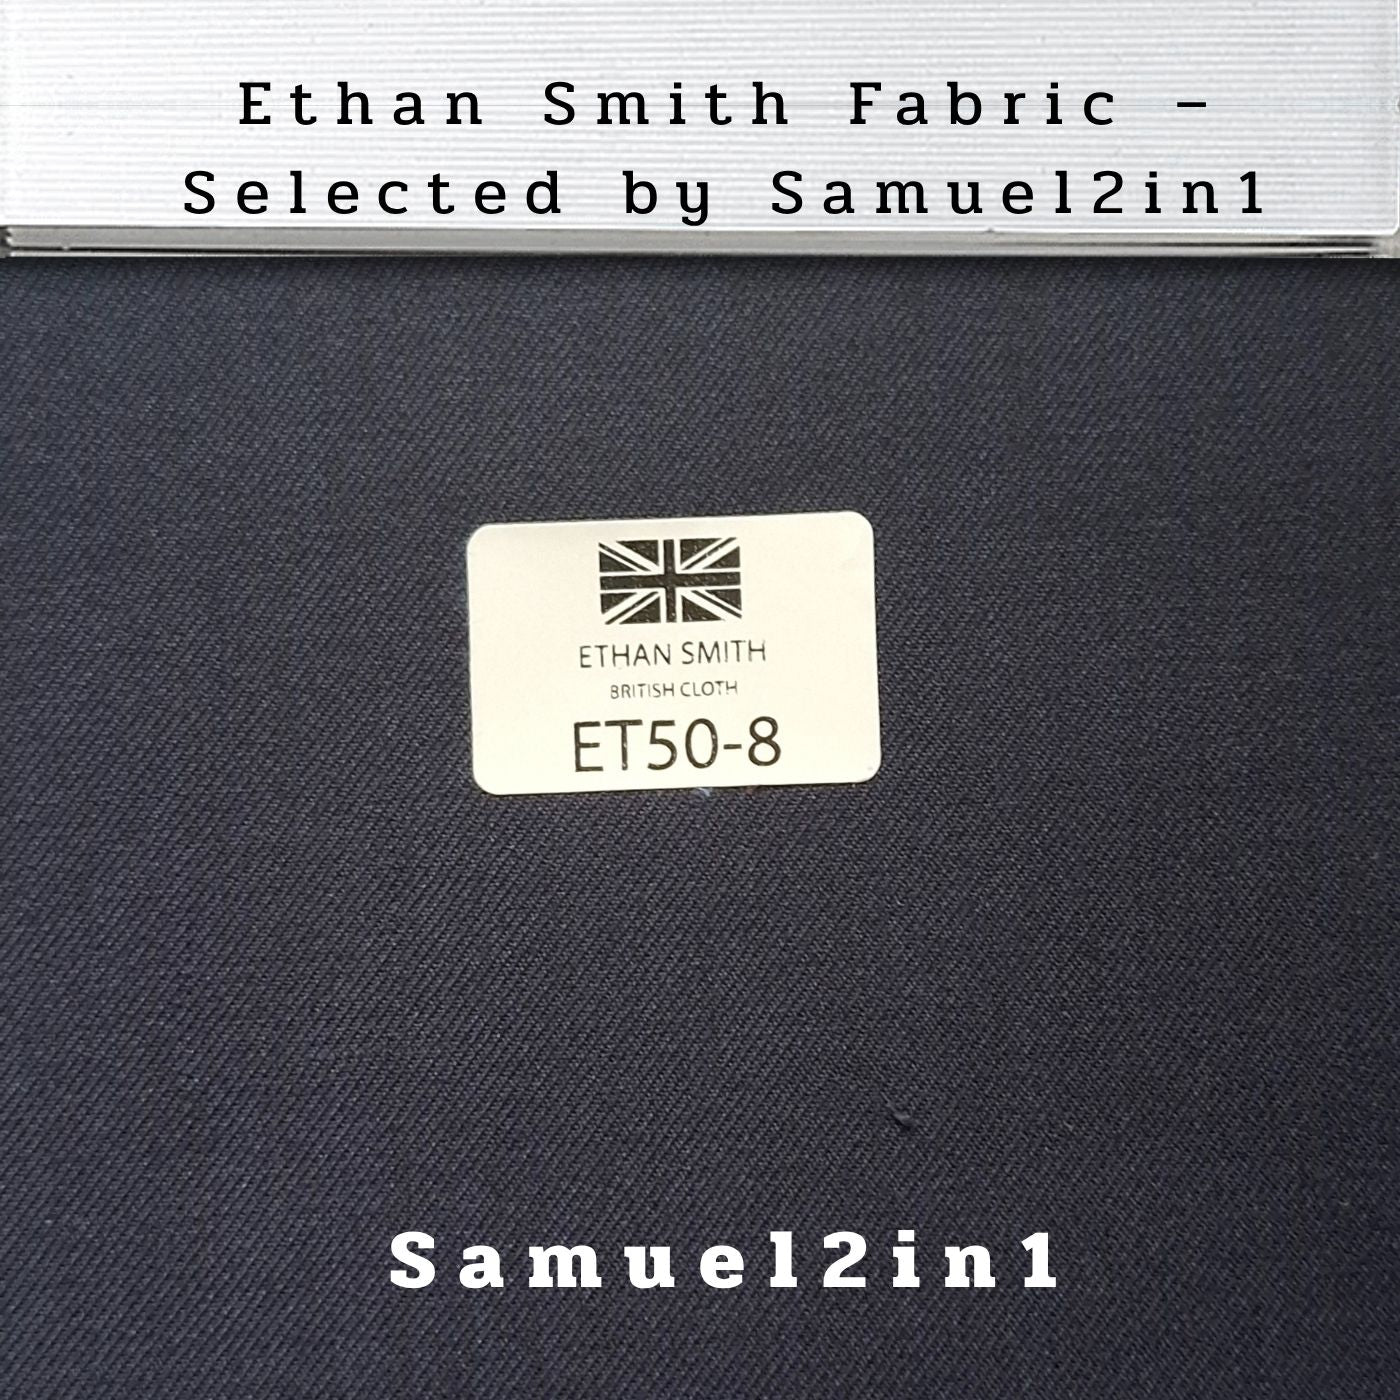 Ethan Smith Fabric –
Selected by Samuel2in1
ETHAN SMITH
BRITISH CLOTH
ET50-8
Samuel2in1